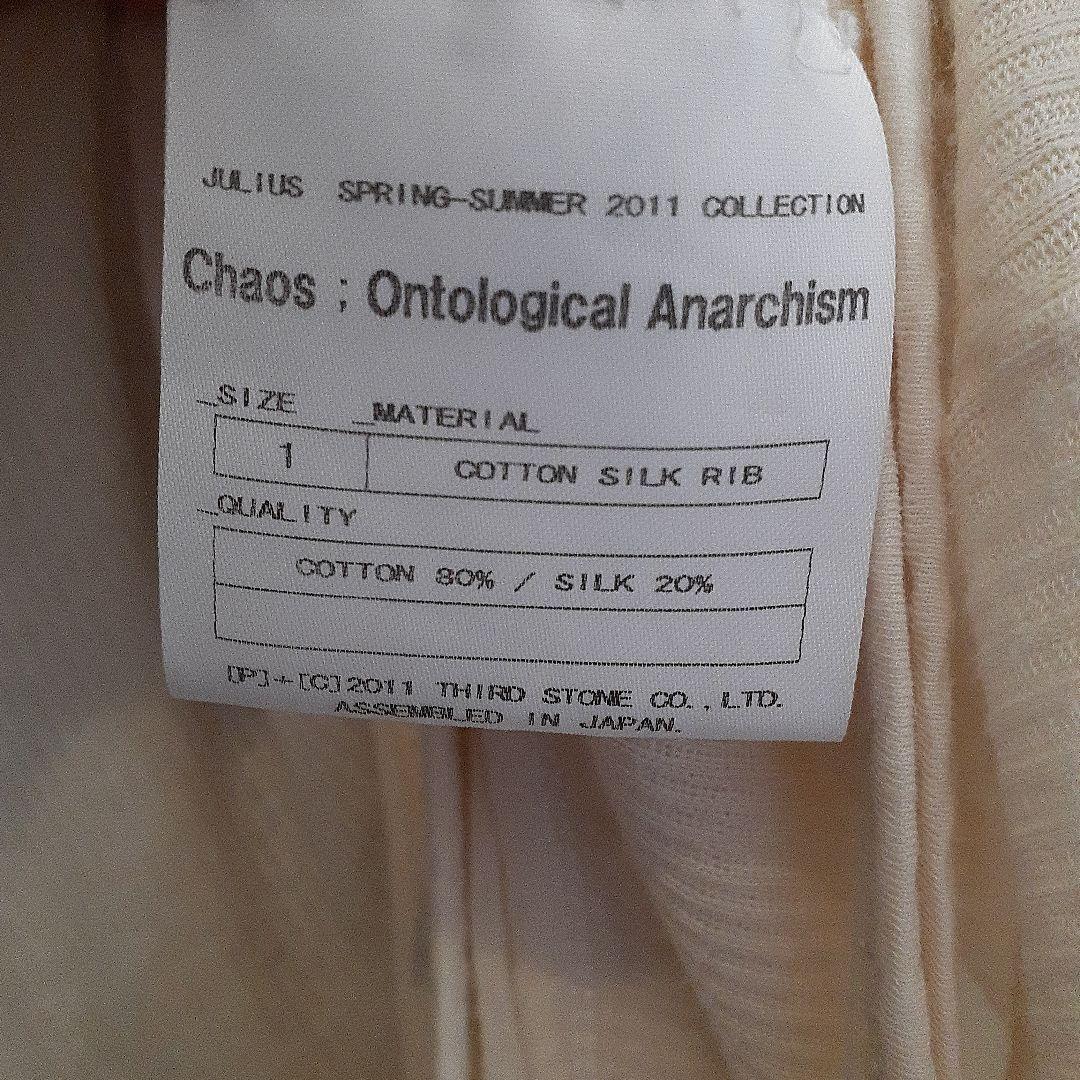 JULIUS SPRING-SUMMER 2011 COLLECTION
Chaos ; Ontological Anarchism
_SIZE _MATERIAL
1 COTTON SILK RIB
_QUALITY
COTTON 80% / SILK 20%
[P]+[C]2011 THIRD STONE CO.,LTD.
ASSEMBLED IN JAPAN.